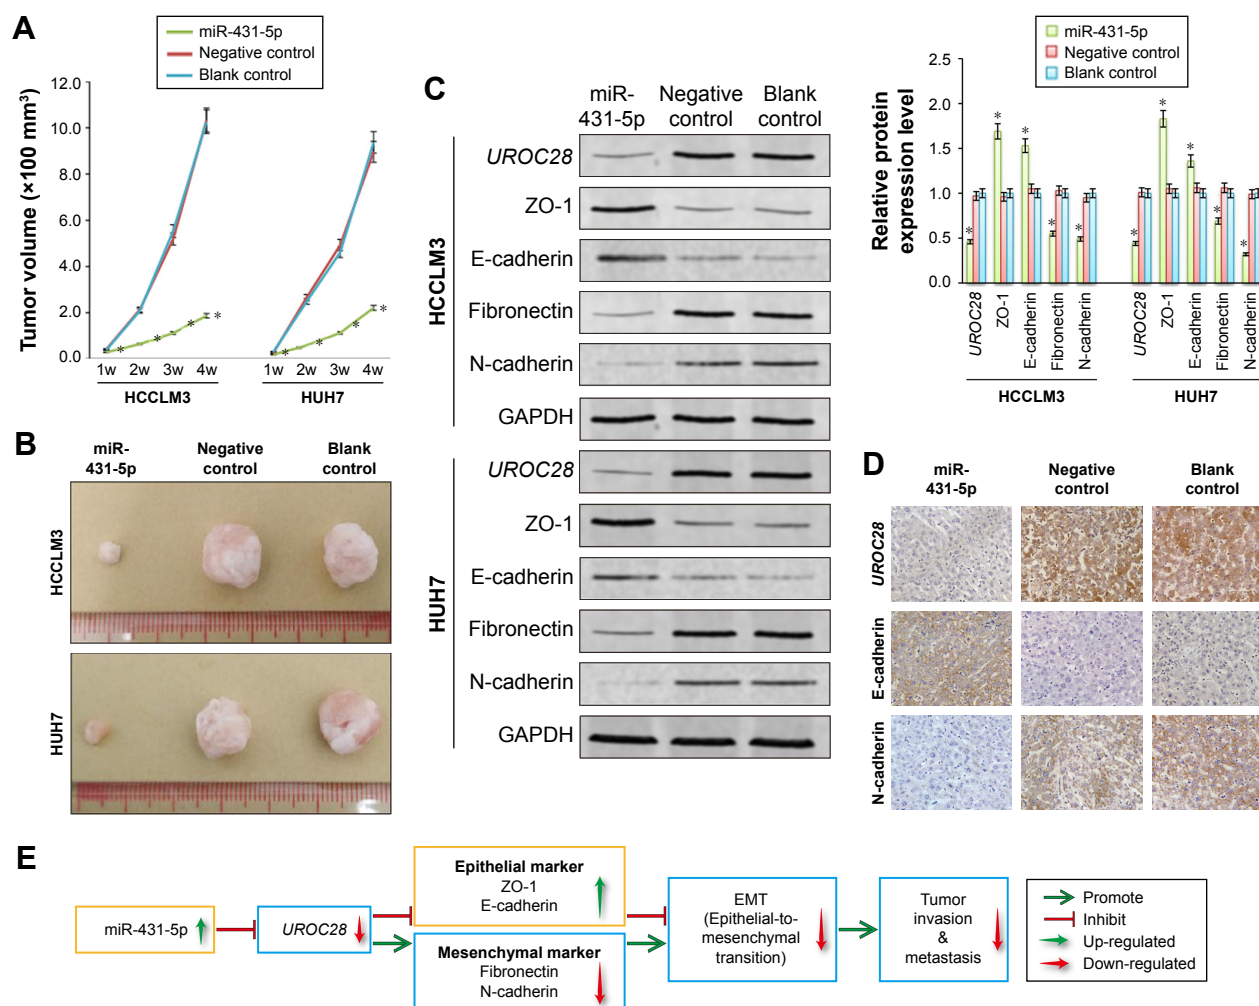 A
miR-431-5p
Negative control
Blank control
Tumor volume (×100 mm³)
12.0
10.0
8.0
6.0
4.0
2.0
0.0
1w 2w 3w 4w 1w 2w 3w 4w
* * * * * * * *
HCCLM3 HUH7
B
miR-
431-5p
Negative
control
Blank
control
HCCLM3
HUH7
C
miR-
431-5p
Negative
control
Blank
control
HCCLM3
UROC28
ZO-1
E-cadherin
Fibronectin
N-cadherin
GAPDH
HUH7
UROC28
ZO-1
E-cadherin
Fibronectin
N-cadherin
GAPDH
miR-431-5p
Negative control
Blank control
Relative protein
expression level
2.5
2.0
1.5
1.0
0.5
0.0
* * * * * * * * * *
UROC28 ZO-1 E-cadherin Fibronectin N-cadherin UROC28 ZO-1 E-cadherin Fibronectin N-cadherin
HCCLM3 HUH7
D
miR-
431-5p
Negative
control
Blank
control
UROC28
E-cadherin
N-cadherin
E
miR-431-5p
UROC28
Epithelial marker
ZO-1
E-cadherin
Mesenchymal marker
Fibronectin
N-cadherin
EMT
(Epithelial-to-
mesenchymal
transition)
Tumor
invasion
&
metastasis
Promote
Inhibit
Up-regulated
Down-regulated